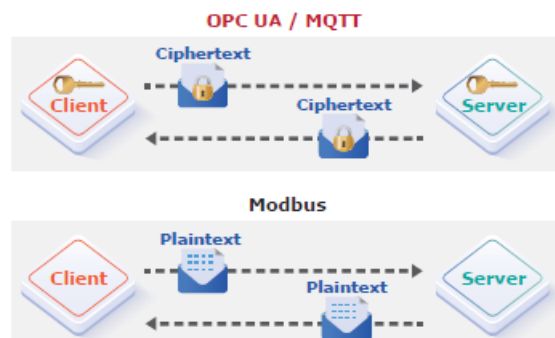 OPC UA / MQTT
Ciphertext
Client
Ciphertext
Server
Modbus
Plaintext
Client
Plaintext
Server